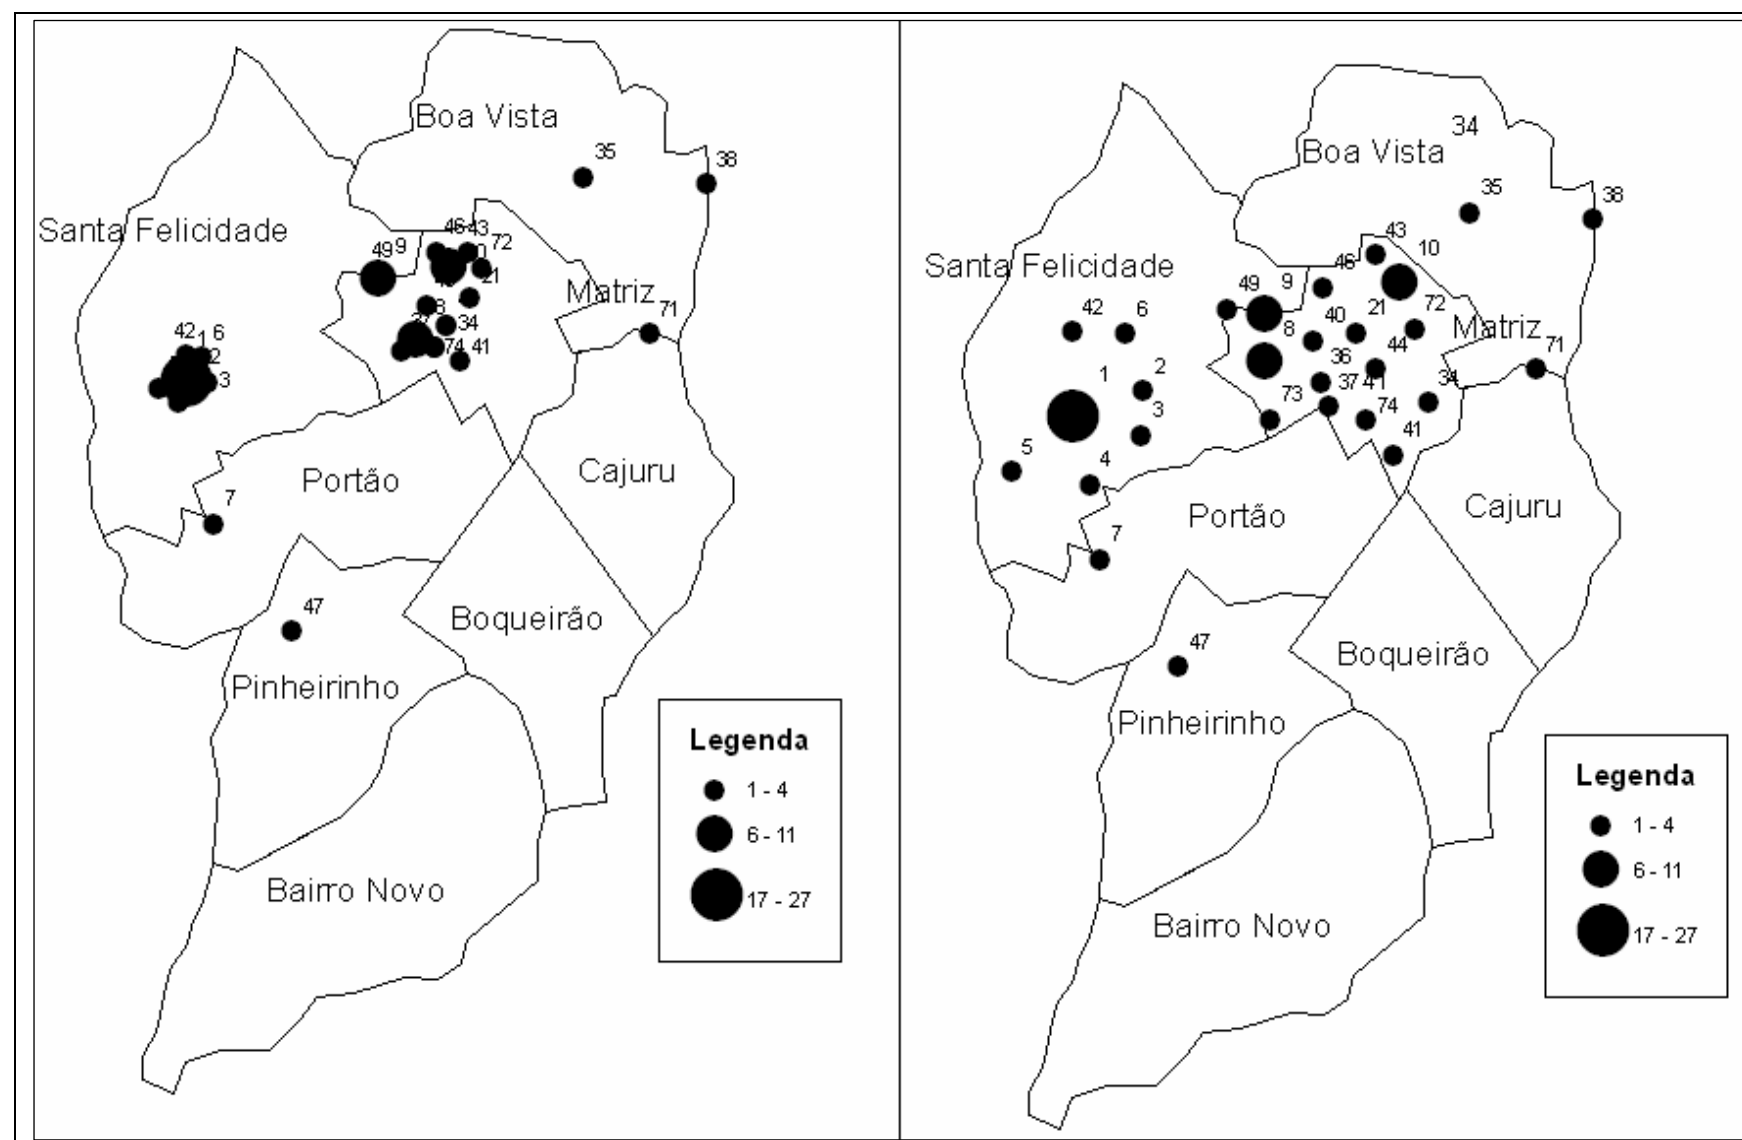 Boa Vista
35
38
Santa Felicidade
46
43
72
49
9
21
Matriz
71
8
34
42
1
6
74
41
2
3
Portão
Cajuru
7
47
Boqueirão
Pinheirinho
Legenda
1 - 4
6 - 11
17 - 27
Bairro Novo
34
Boa Vista
35
38
43
10
Santa Felicidade
46
9
49
72
21
Matriz
42
6
8
40
44
71
36
1
2
37
41
34
3
73
74
5
4
41
Portão
Cajuru
7
47
Boqueirão
Pinheirinho
Legenda
1 - 4
6 - 11
17 - 27
Bairro Novo